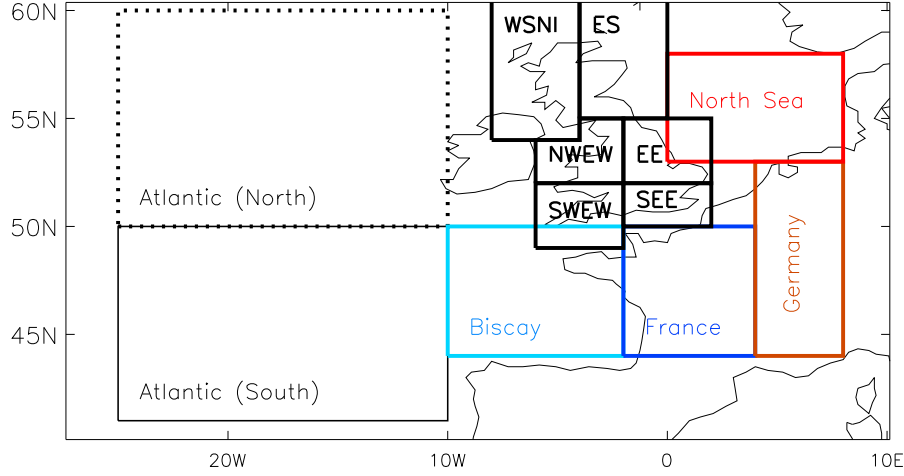 60N
WSNI ES
55N
North Sea
NWEW EE
Atlantic (North)
SWEW SEE
50N
Germany
45N
Biscay France
Atlantic (South)
20W 10W 0 10E